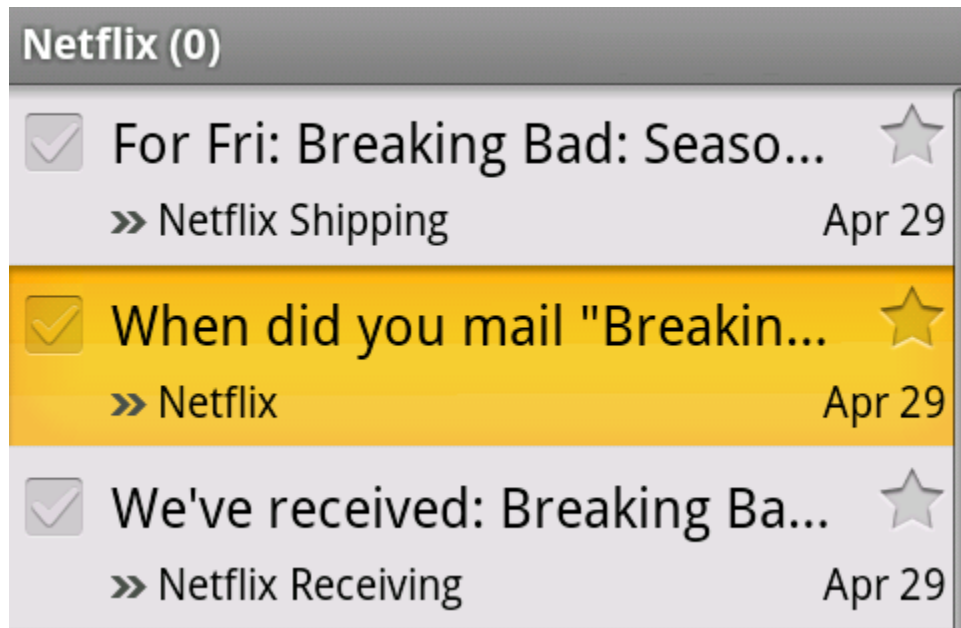 Netflix (0)
For Fri: Breaking Bad: Seaso...
» Netflix Shipping Apr 29
When did you mail "Breakin...
» Netflix Apr 29
We've received: Breaking Ba...
» Netflix Receiving Apr 29